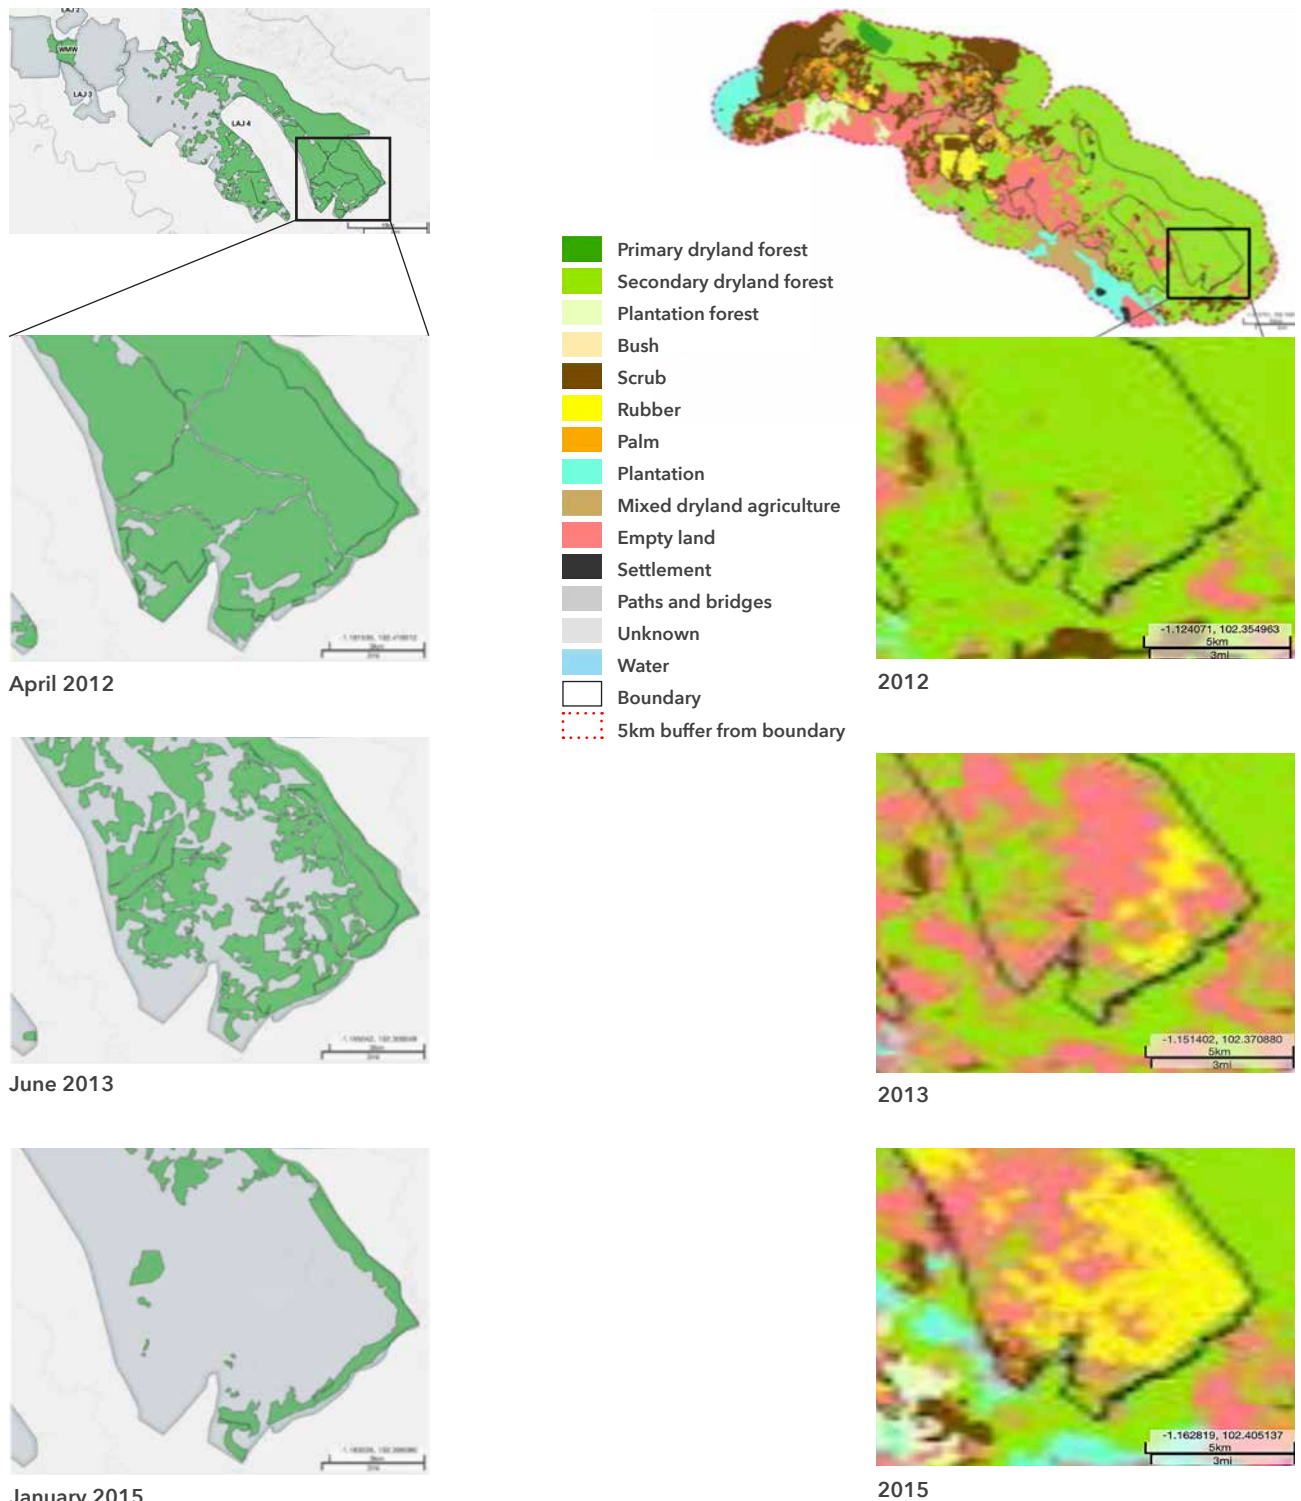 LAJ 2
WMW
LAJ 3
LAJ 4
April 2012
June 2013
January 2015
Primary dryland forest
Secondary dryland forest
Plantation forest
Bush
Scrub
Rubber
Palm
Plantation
Mixed dryland agriculture
Empty land
Settlement
Paths and bridges
Unknown
Water
Boundary
5km buffer from boundary
-1.124071, 102.354963
5km
3mi
2012
-1.151402, 102.370880
5km
3mi
2013
-1.162819, 102.405137
5km
3mi
2015